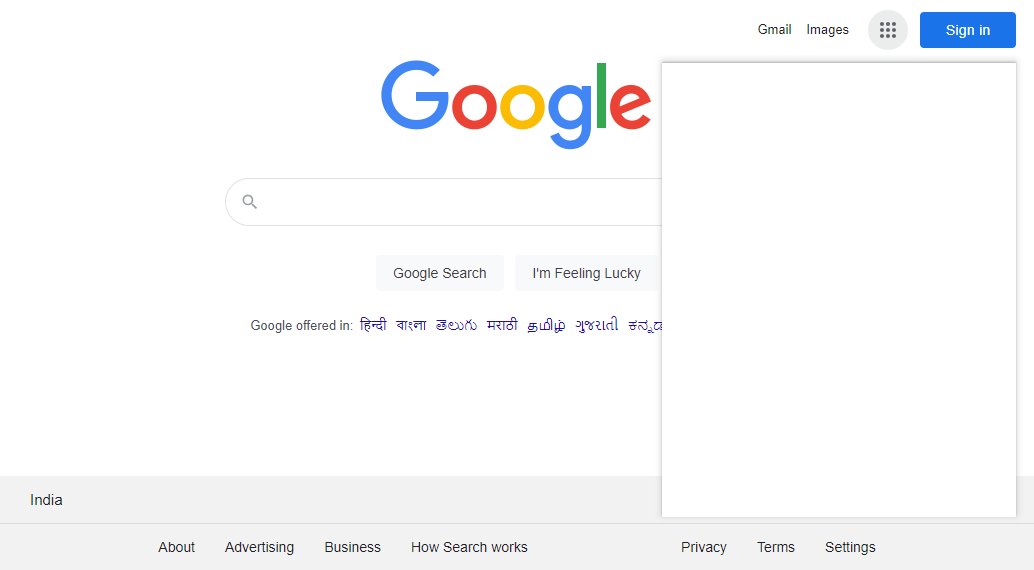 Gmail Images Sign in
Google
Google Search I'm Feeling Lucky
Google offered in: हिन्दी বাংলা తెలుగు मराठी தமிழ் ગુજરાતી
India
About Advertising Business How Search works Privacy Terms Settings